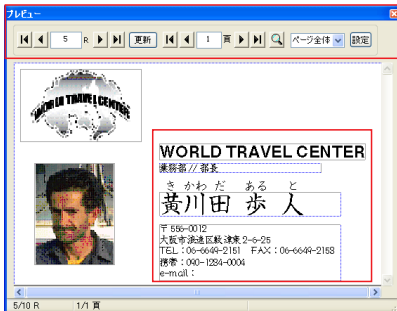 プレビュー
5 R 更新 1 頁 ページ全体 設定
WORLD TRAVEL CENTER
WORLD TRAVEL CENTER
業務部 // 部長
き かわ だ ある と
黄川田 歩 人
〒 556-0012
大阪市浪速区敷津東 2-6-25
TEL：06-6649-2151 FAX：06-6649-2153
携帯：090-1234-0004
e-mail：
5/10 R 1/1 頁